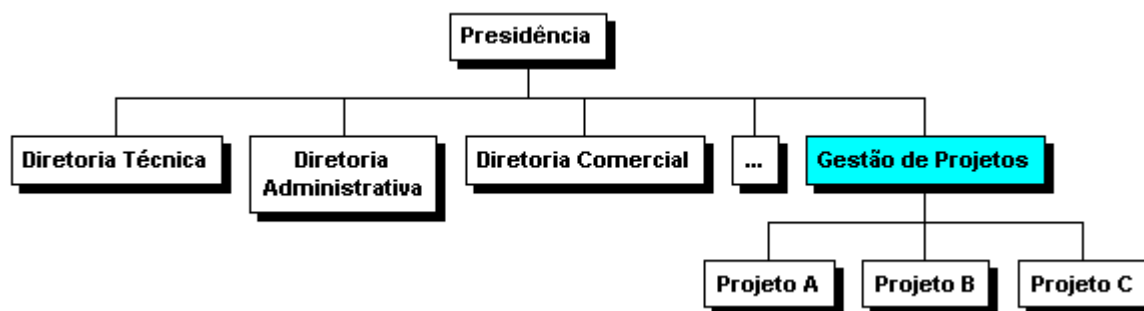 Presidência
Diretoria Técnica
Diretoria
Administrativa
Diretoria Comercial
...
Gestão de Projetos
Projeto A
Projeto B
Projeto C